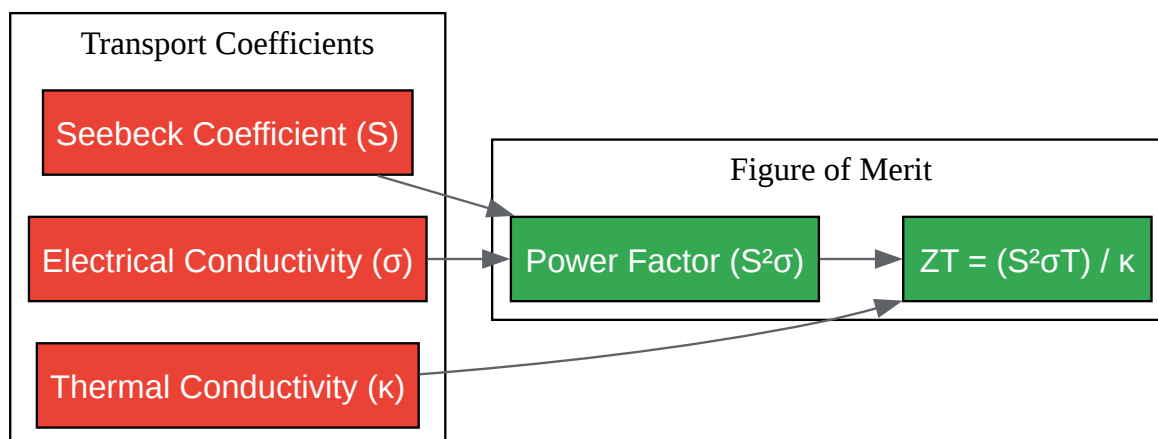 Transport Coefficients
Seebeck Coefficient (S)
Electrical Conductivity (σ)
Thermal Conductivity (κ)
Figure of Merit
Power Factor (S²σ)
ZT = (S²σT) / κ